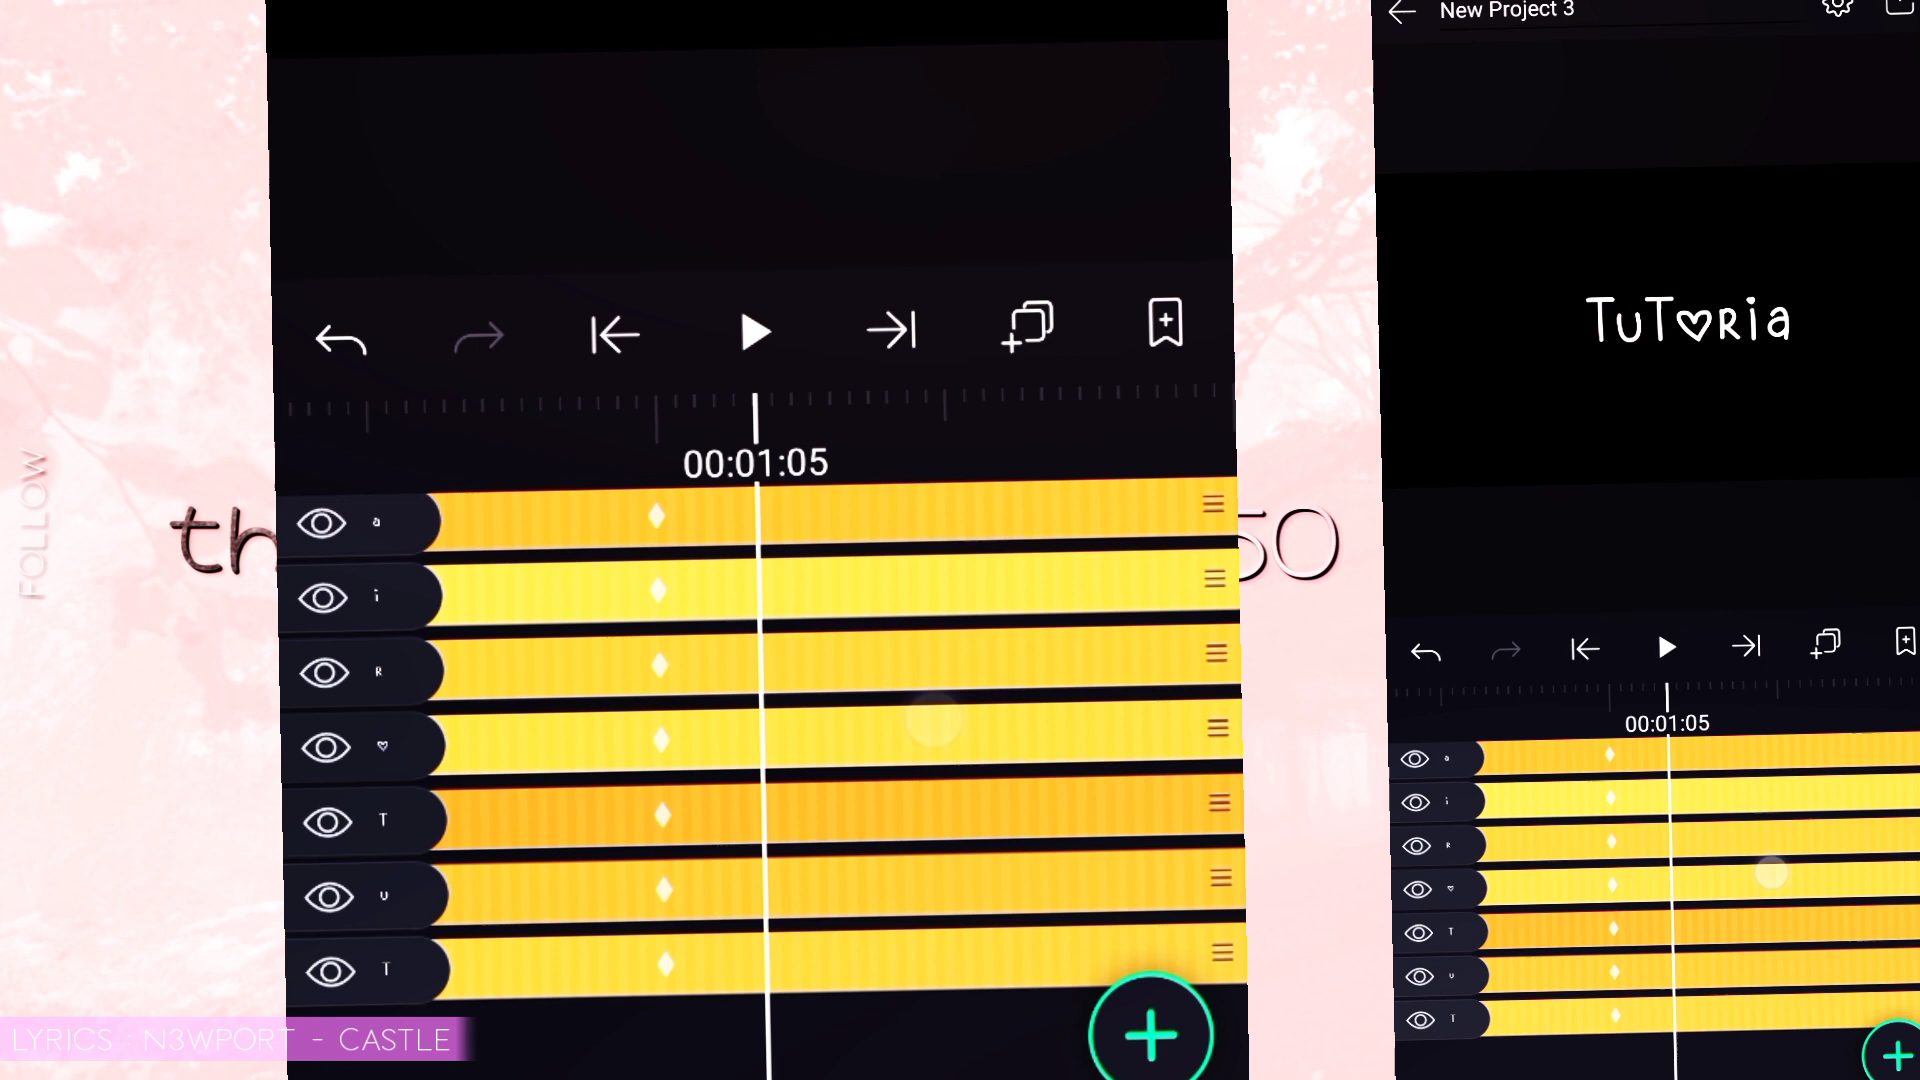 New Project 3
TuT♡Ria
00:01:05
a
i
R
♡
T
U
T
00:01:05
a
i
R
♡
T
U
T
th
50
FOLLOW
LYRICS : N3WPORT - CASTLE